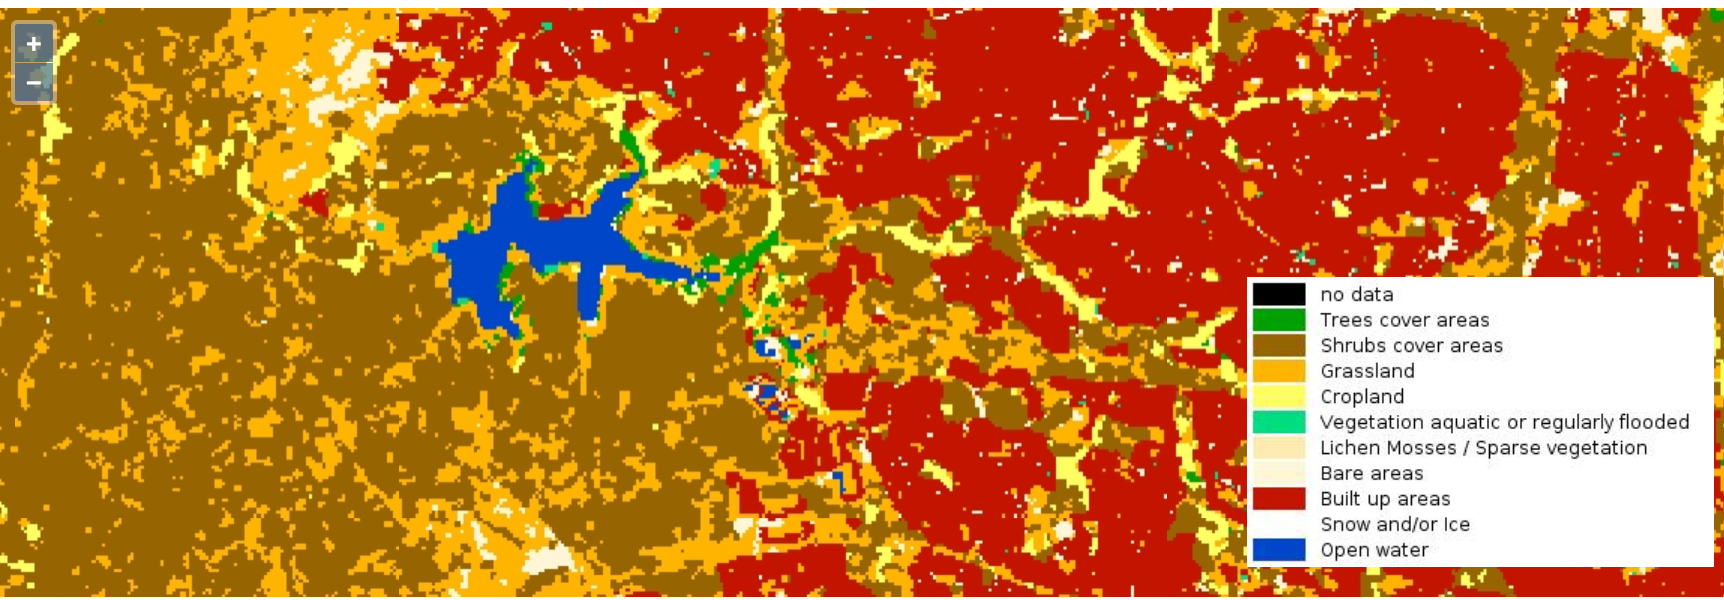 +
−
no data
Trees cover areas
Shrubs cover areas
Grassland
Cropland
Vegetation aquatic or regularly flooded
Lichen Mosses / Sparse vegetation
Bare areas
Built up areas
Snow and/or Ice
Open water